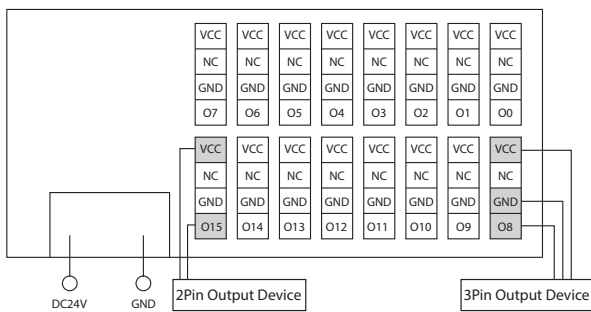 VCC VCC VCC VCC VCC VCC VCC VCC
NC NC NC NC NC NC NC NC
GND GND GND GND GND GND GND GND
O7 O6 O5 O4 O3 O2 O1 O0
VCC VCC VCC VCC VCC VCC VCC VCC
NC NC NC NC NC NC NC NC
GND GND GND GND GND GND GND GND
O15 O14 O13 O12 O11 O10 O9 O8
DC24V GND 2Pin Output Device 3Pin Output Device